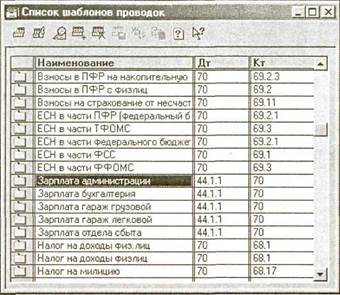 Список шаблонов проводок
Наименование Дт Кт
Взносы в ПФР на накопительную 70 69.2.3
Взносы в ПФР с физлиц 70 69.2
Взносы на страхование от несчаст 70 69.11
ЕСН в части ПФР (Федеральный б 70 69.2.1
ЕСН в части ТФОМС 70 69.3
ЕСН в части федерального бюдже 70 69.2.1
ЕСН в части ФСС 70 69.1
ЕСН в части ФФОМС 70 69.3
Зарплата администрации 44.1.1 70
Зарплата бухгалтерия 44.1.1 70
Зарплата гараж грузовой 44.1.1 70
Зарплата гараж легковой 44.1.1 70
Зарплата отдела сбыта 44.1.1 70
Налог на доходы физ.лиц 70 68.1
Налог на доходы физлиц 70 68.1
Налог на милицию 70 68.17